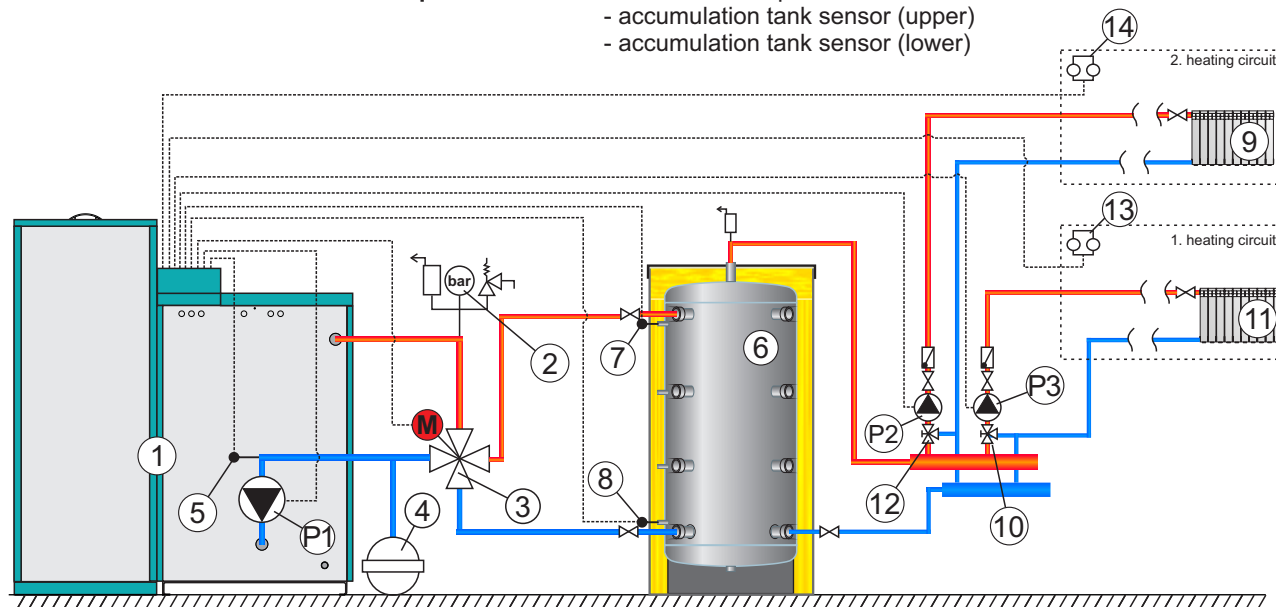 - accumulation tank sensor (upper)
- accumulation tank sensor (lower)
14
2. heating circuit
9
13
1. heating circuit
bar
2
7
6
11
P3
M
P2
1
5
3
8
4
12
P1
10